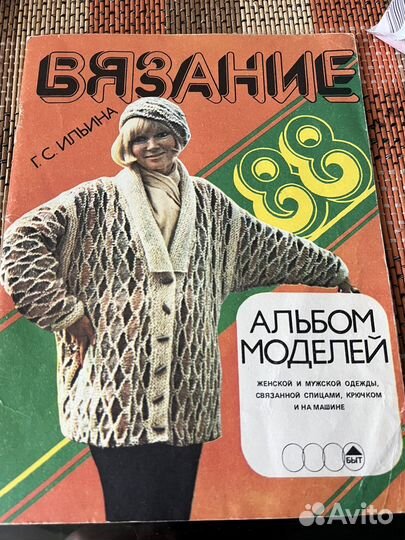 ВЯЗАНИЕ
Г. С. ИЛЬИНА
88
АЛЬБОМ
МОДЕЛЕЙ
ЖЕНСКОЙ И МУЖСКОЙ ОДЕЖДЫ,
СВЯЗАННОЙ СПИЦАМИ, КРЮЧКОМ
И НА МАШИНЕ
БЫТ
Avito